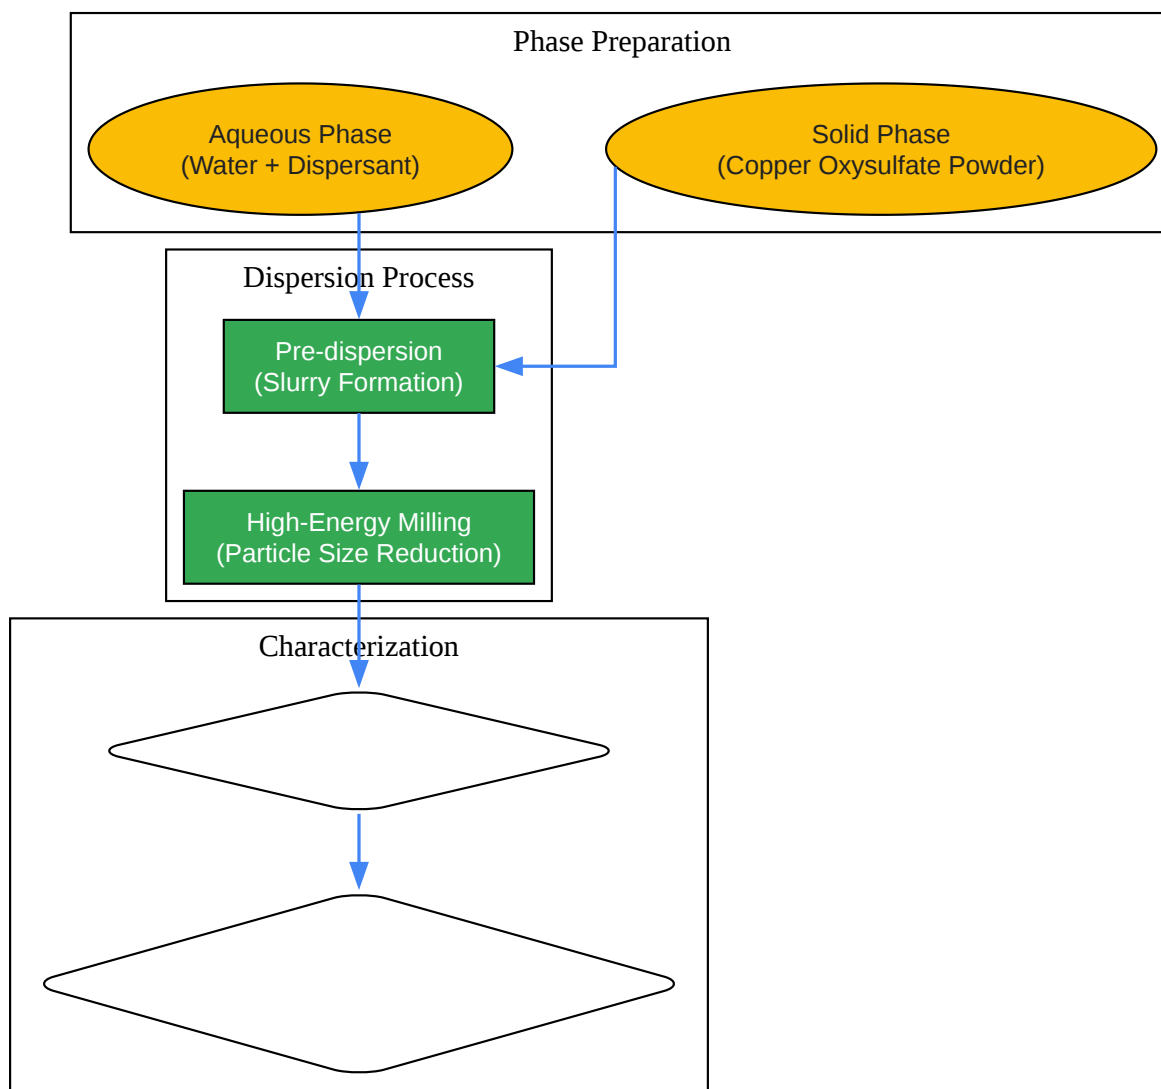 Phase Preparation
Aqueous Phase
(Water + Dispersant)
Solid Phase
(Copper Oxysulfate Powder)
Dispersion Process
Pre-dispersion
(Slurry Formation)
High-Energy Milling
(Particle Size Reduction)
Characterization